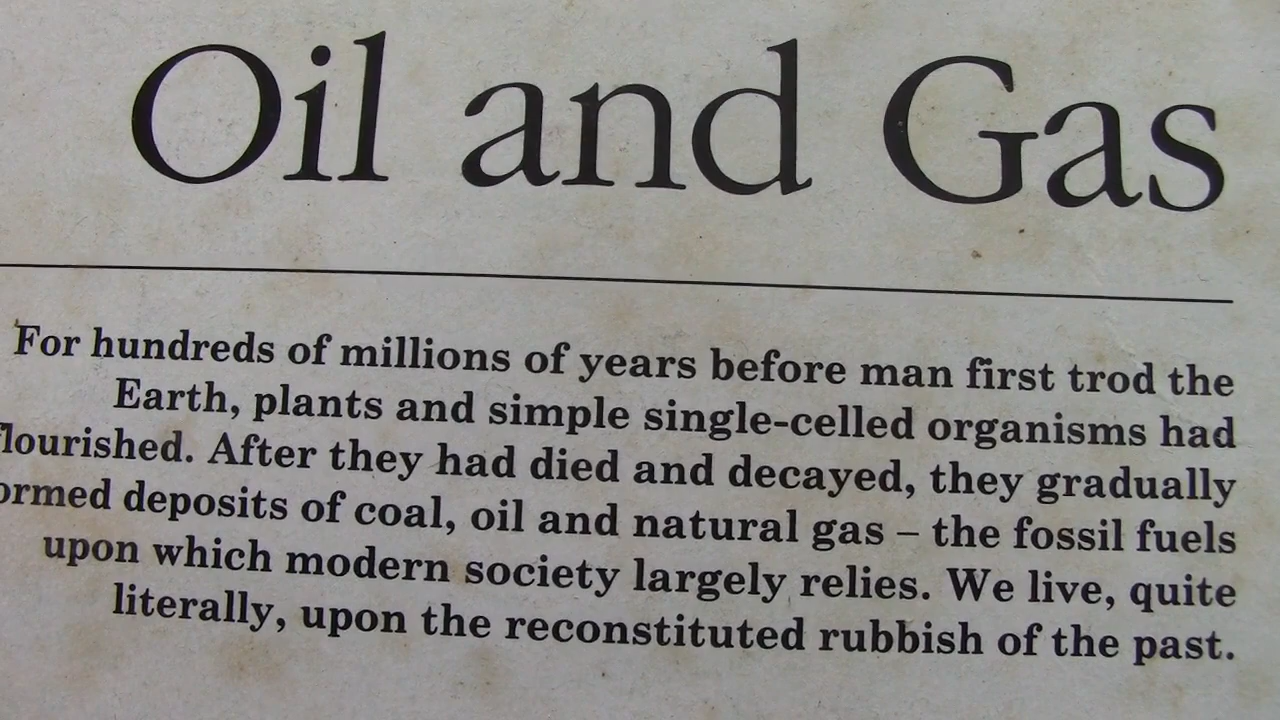 Oil and Gas
For hundreds of millions of years before man first trod the
Earth, plants and simple single-celled organisms had
flourished. After they had died and decayed, they gradually
formed deposits of coal, oil and natural gas – the fossil fuels
upon which modern society largely relies. We live, quite
literally, upon the reconstituted rubbish of the past.